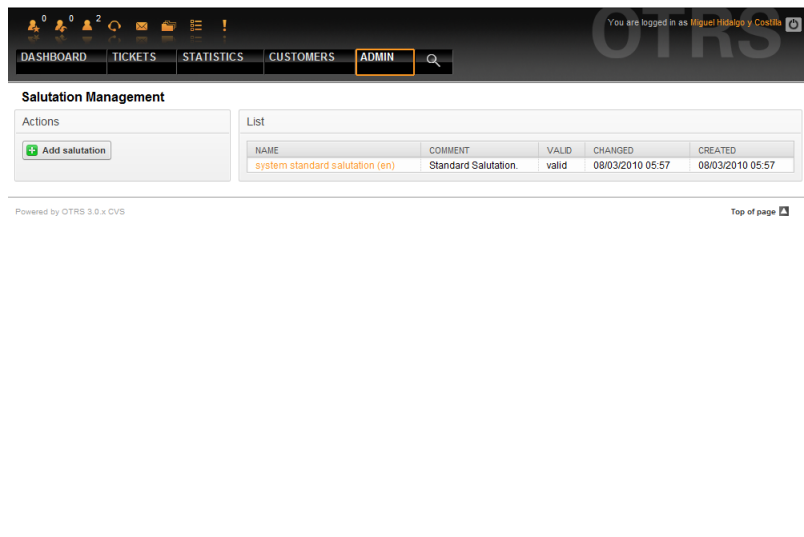 0 0 2
You are logged in as Miguel Hidalgo y Costilla
OTRS
DASHBOARD TICKETS STATISTICS CUSTOMERS ADMIN
Salutation Management
Actions
Add salutation
List
NAME COMMENT VALID CHANGED CREATED
system standard salutation (en) Standard Salutation. valid 08/03/2010 05:57 08/03/2010 05:57
Powered by OTRS 3.0.x CVS
Top of page